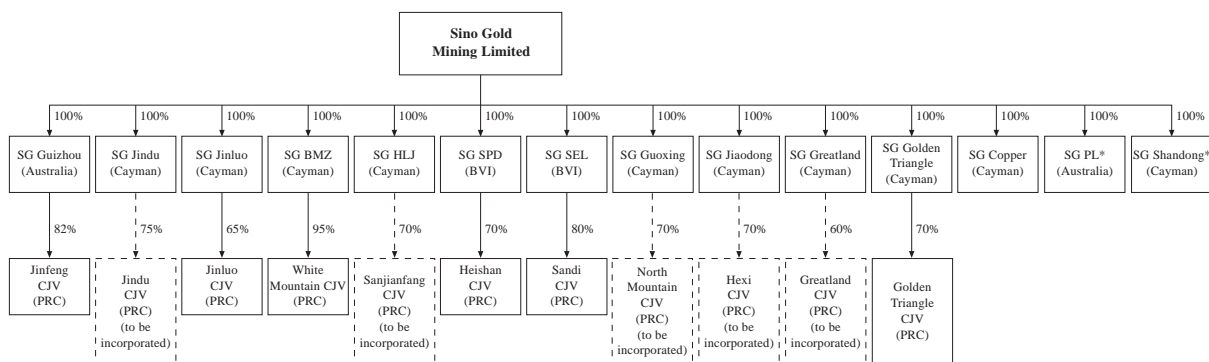 Sino Gold
Mining Limited
100%
100%
100%
100%
100%
100%
100%
100%
100%
100%
100%
100%
100%
100%
SG Guizhou
(Australia)
SG Jindu
(Cayman)
SG Jinluo
(Cayman)
SG BMZ
(Cayman)
SG HLJ
(Cayman)
SG SPD
(BVI)
SG SEL
(BVI)
SG Guoxing
(Cayman)
SG Jiaodong
(Cayman)
SG Greatland
(Cayman)
SG Golden
Triangle
(Cayman)
SG Copper
(Cayman)
SG PL*
(Australia)
SG Shandong*
(Cayman)
82%
75%
65%
95%
70%
70%
80%
70%
70%
60%
70%
Jinfeng
CJV
(PRC)
Jindu
CJV
(PRC)
(to be
incorporated)
Jinluo
CJV
(PRC)
White
Mountain CJV
(PRC)
Sanjianfang
CJV
(PRC)
(to be
incorporated)
Heishan
CJV
(PRC)
Sandi
CJV
(PRC)
North
Mountain
CJV
(PRC)
(to be
incorporated)
Hexi
CJV
(PRC)
(to be
incorporated)
Greatland
CJV
(PRC)
(to be
incorporated)
Golden
Triangle
CJV
(PRC)